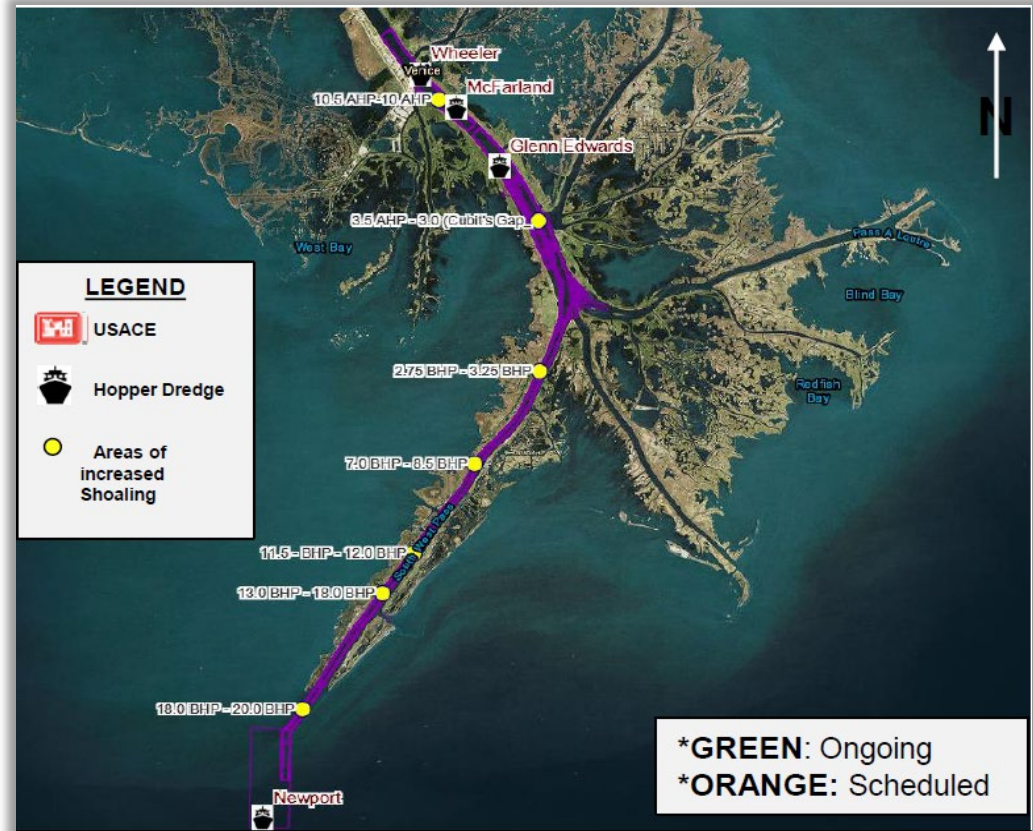 Wheeler
Venice
10.5 AHP-10 AHP
McFarland
Glenn Edwards
N
3.5 AHP - 3.0 (Cubit's Gap_
West Bay
Pass A Loutre
Blind Bay
Redfish
Bay
2.75 BHP - 3.25 BHP
7.0 BHP - 8.5 BHP
South West Pass
11.5 - BHP - 12.0 BHP
13.0 BHP - 18.0 BHP
18.0 BHP - 20.0 BHP
Newport
LEGEND
USACE
Hopper Dredge
Areas of
increased
Shoaling
*GREEN: Ongoing
*ORANGE: Scheduled